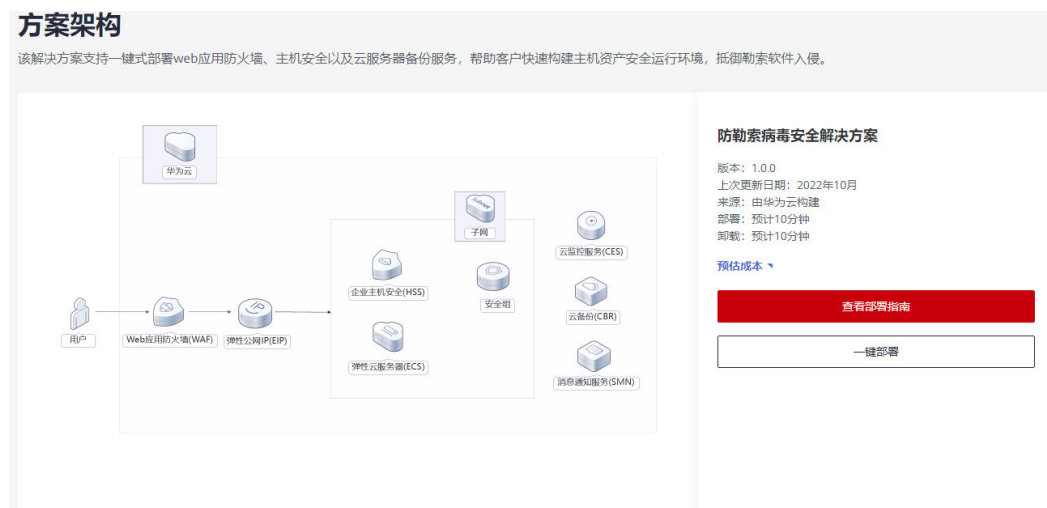 方案架构
该解决方案支持一键式部署web应用防火墙、主机安全以及云服务器备份服务，帮助客户快速构建主机资产安全运行环境，抵御勒索软件入侵。
华为云
Subnet
子网
云监控服务(CES)
企业主机安全(HSS)
安全组
云备份(CBR)
IP
用户
Web应用防火墙(WAF)
弹性公网IP(EIP)
弹性云服务器(ECS)
消息通知服务(SMN)
防勒索病毒安全解决方案
版本：1.0.0
上次更新日期：2022年10月
来源：由华为云构建
部署：预计10分钟
卸载：预计10分钟
预估成本
查看部署指南
一键部署